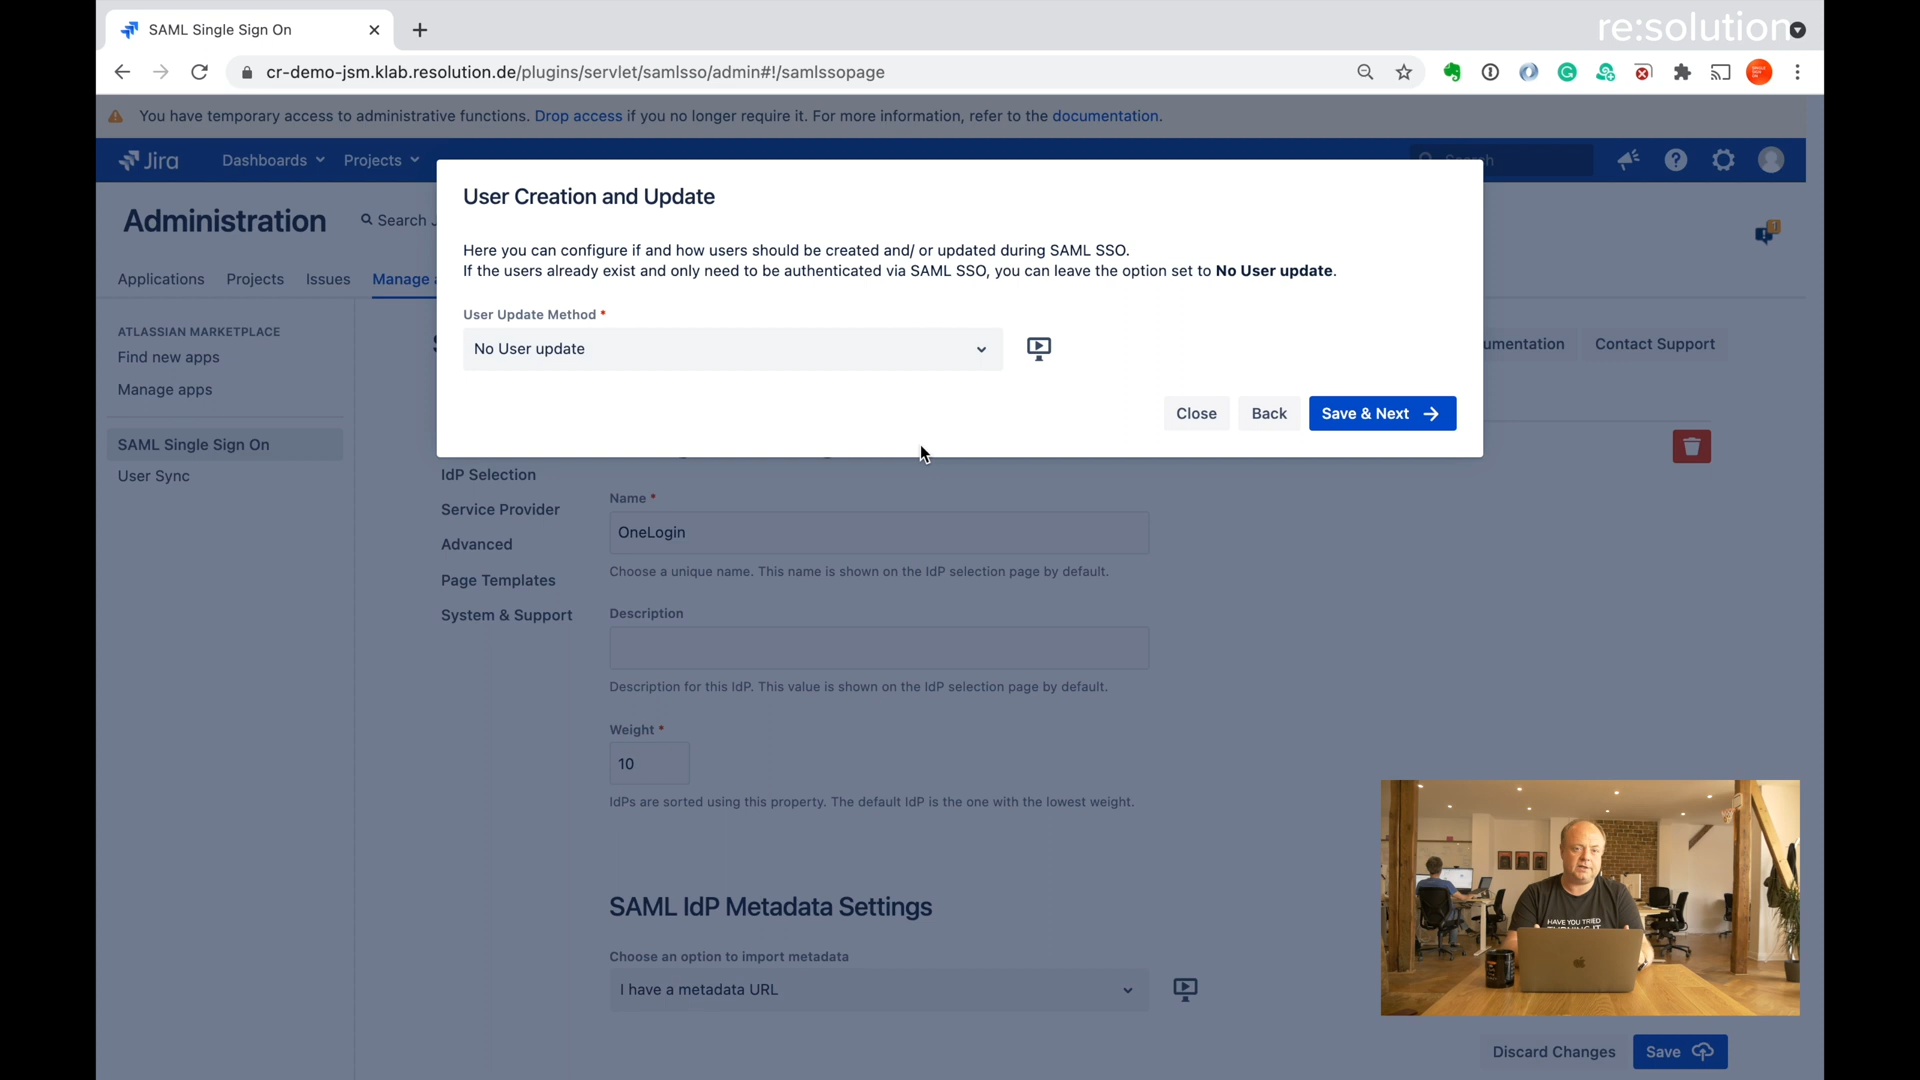 SAML Single Sign On
re:solution
cr-demo-jsm.klab.resolution.de/plugins/servlet/samlsso/admin#!/samlssopage
You have temporary access to administrative functions. Drop access if you no longer require it. For more information, refer to the documentation.
Jira
Dashboards
Projects
Search
Administration
Search
Applications
Projects
Issues
Manage
User Creation and Update
Here you can configure if and how users should be created and/ or updated during SAML SSO.
If the users already exist and only need to be authenticated via SAML SSO, you can leave the option set to No User update.
User Update Method *
No User update
Close
Back
Save & Next
ATLASSIAN MARKETPLACE
Find new apps
Manage apps
SAML Single Sign On
User Sync
umentation
Contact Support
IdP Selection
Service Provider
Advanced
Page Templates
System & Support
Name *
OneLogin
Choose a unique name. This name is shown on the IdP selection page by default.
Description
Description for this IdP. This value is shown on the IdP selection page by default.
Weight *
10
IdPs are sorted using this property. The default IdP is the one with the lowest weight.
SAML IdP Metadata Settings
Choose an option to import metadata
I have a metadata URL
HAVE YOU TRIED
TURNING IT
Discard Changes
Save